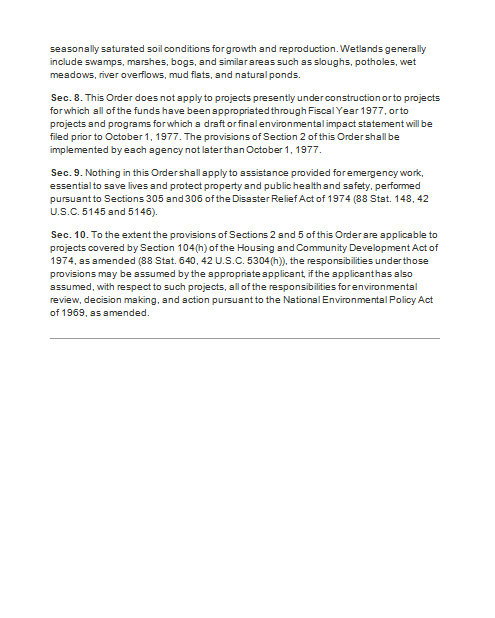 seasonally saturated soil conditions for growth and reproduction. Wetlands generally
include swamps, marshes, bogs, and similar areas such as sloughs, potholes, wet
meadows, river overflows, mud flats, and natural ponds.
Sec. 8. This Order does not apply to projects presently under construction or to projects
for which all of the funds have been appropriated through Fiscal Year 1977, or to
projects and programs for which a draft or final environmental impact statement will be
filed prior to October 1, 1977. The provisions of Section 2 of this Order shall be
implemented by each agency not later than October 1, 1977.
Sec. 9. Nothing in this Order shall apply to assistance provided for emergency work,
essential to save lives and protect property and public health and safety, performed
pursuant to Sections 305 and 306 of the Disaster Relief Act of 1974 (88 Stat. 148, 42
U.S.C. 5145 and 5146).
Sec. 10. To the extent the provisions of Sections 2 and 5 of this Order are applicable to
projects covered by Section 104(h) of the Housing and Community Development Act of
1974, as amended (88 Stat. 640, 42 U.S.C. 5304(h)), the responsibilities under those
provisions may be assumed by the appropriate applicant, if the applicant has also
assumed, with respect to such projects, all of the responsibilities for environmental
review, decision making, and action pursuant to the National Environmental Policy Act
of 1969, as amended.